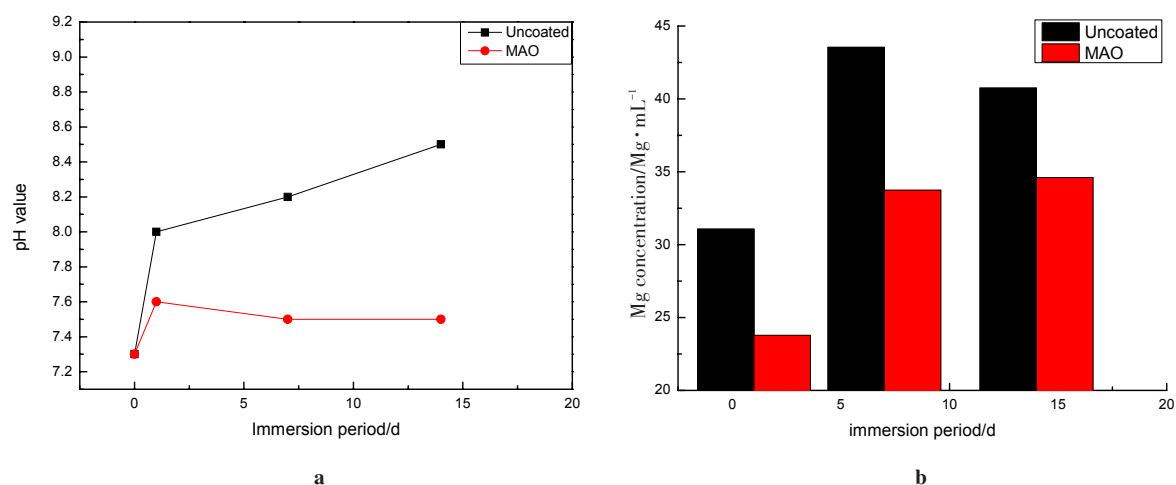 9.2
9.0
8.8
8.6
8.4
8.2
8.0
7.8
7.6
7.4
7.2
pH value
Uncoated
MAO
0
5
10
15
20
Immersion period/d
a
45
40
35
30
25
20
Mg concentration/Mg·mL⁻¹
Uncoated
MAO
0
5
10
15
20
immersion period/d
b